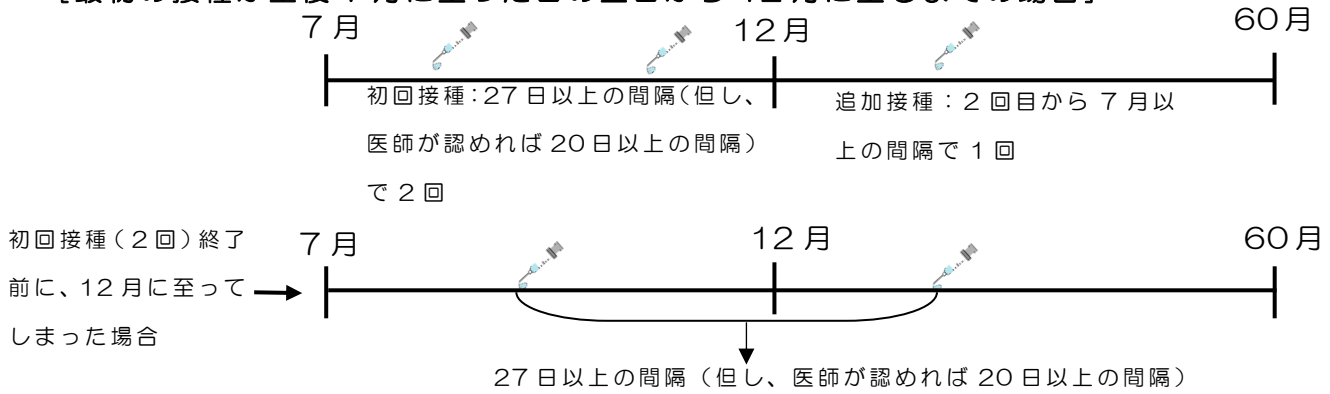 7月
12月
60月
初回接種：27日以上の間隔（但し、
医師が認めれば20日以上の間隔）
で2回
追加接種：2回目から7月以
上の間隔で1回
初回接種（2回）終了
前に、12月に至って
しまった場合
7月
12月
60月
27日以上の間隔（但し、医師が認めれば20日以上の間隔）